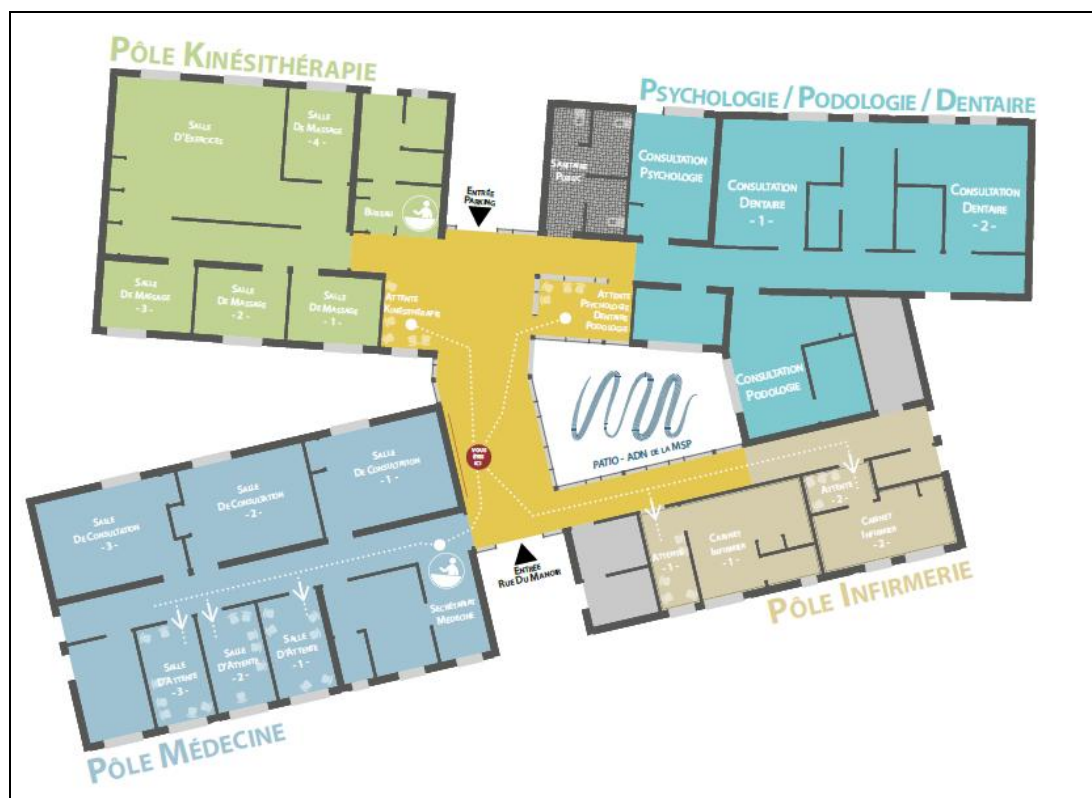 PÔLE KINÉSITHÉRAPIE
PSYCHOLOGIE / PODOLOGIE / DENTAIRE
SALLE
D'EXERCICES
SALLE
DE MASSAGE
- 4 -
BUREAU
SALLE
DE MASSAGE
- 3 -
SALLE
DE MASSAGE
- 2 -
SALLE
DE MASSAGE
- 1 -
ENTRÉE
PARKING
ATTENTE
KINÉSITHÉRAPIE
SANITAIRE
PUBLIC
CONSULTATION
PSYCHOLOGIE
CONSULTATION
DENTAIRE
- 1 -
CONSULTATION
DENTAIRE
- 2 -
ATTENTE
PSYCHOLOGIE
DENTAIRE
PODOLOGIE
CONSULTATION
PODOLOGIE
PATIO - ADN DE LA MSP
VOUS
ÊTES
ICI
SALLE
DE CONSULTATION
- 1 -
SALLE
DE CONSULTATION
- 2 -
SALLE
DE CONSULTATION
- 3 -
SALLE
D'ATTENTE
- 3 -
SALLE
D'ATTENTE
- 2 -
SALLE
D'ATTENTE
- 1 -
SECRÉTARIAT
MÉDECINE
ENTRÉE
RUE DU MANOIR
ATTENTE
- 1 -
CABINET
INFIRMIER
- 1 -
ATTENTE
- 2 -
CABINET
INFIRMIER
- 2 -
PÔLE INFIRMERIE
PÔLE MÉDECINE